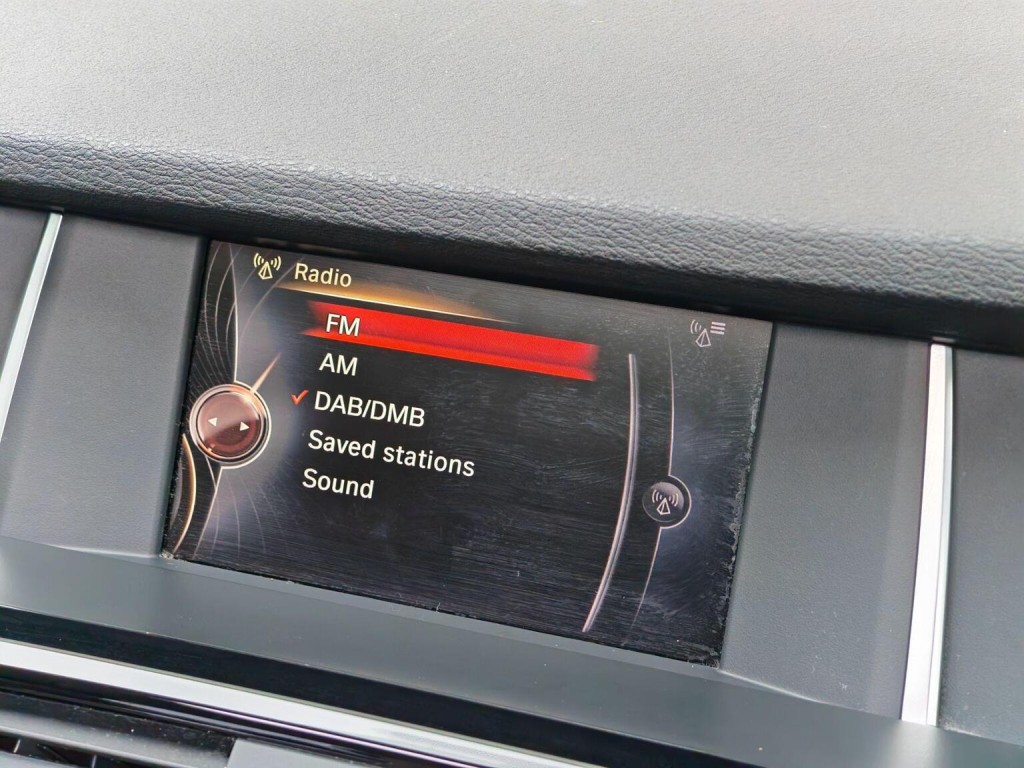 Radio
FM
AM
DAB/DMB
Saved stations
Sound